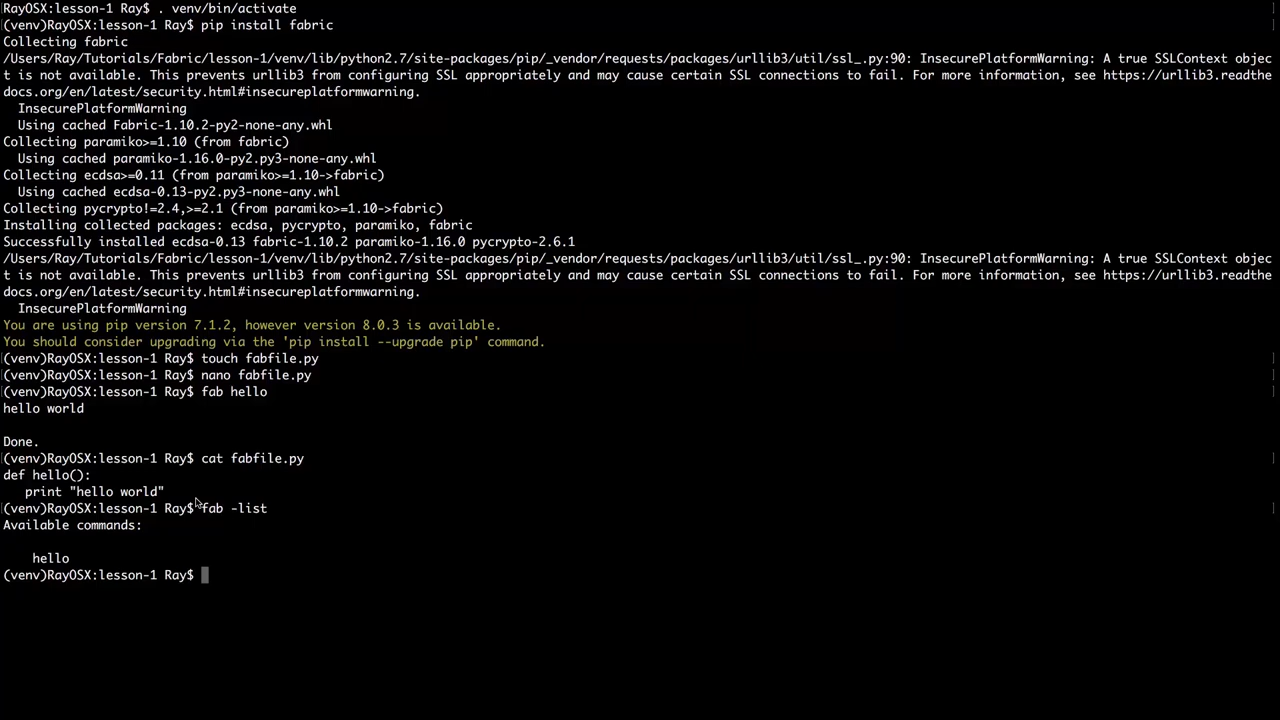 RayOSX:lesson-1 Ray$ . venv/bin/activate
(venv)RayOSX:lesson-1 Ray$ pip install fabric
Collecting fabric
/Users/Ray/Tutorials/Fabric/lesson-1/venv/lib/python2.7/site-packages/pip/_vendor/requests/packages/urllib3/util/ssl_.py:90: InsecurePlatformWarning: A true SSLContext objec
t is not available. This prevents urllib3 from configuring SSL appropriately and may cause certain SSL connections to fail. For more information, see https://urllib3.readthe
docs.org/en/latest/security.html#insecureplatformwarning.
  InsecurePlatformWarning
  Using cached Fabric-1.10.2-py2-none-any.whl
Collecting paramiko>=1.10 (from fabric)
  Using cached paramiko-1.16.0-py2.py3-none-any.whl
Collecting ecdsa>=0.11 (from paramiko>=1.10->fabric)
  Using cached ecdsa-0.13-py2.py3-none-any.whl
Collecting pycrypto!=2.4,>=2.1 (from paramiko>=1.10->fabric)
Installing collected packages: ecdsa, pycrypto, paramiko, fabric
Successfully installed ecdsa-0.13 fabric-1.10.2 paramiko-1.16.0 pycrypto-2.6.1
/Users/Ray/Tutorials/Fabric/lesson-1/venv/lib/python2.7/site-packages/pip/_vendor/requests/packages/urllib3/util/ssl_.py:90: InsecurePlatformWarning: A true SSLContext objec
t is not available. This prevents urllib3 from configuring SSL appropriately and may cause certain SSL connections to fail. For more information, see https://urllib3.readthe
docs.org/en/latest/security.html#insecureplatformwarning.
  InsecurePlatformWarning
You are using pip version 7.1.2, however version 8.0.3 is available.
You should consider upgrading via the 'pip install --upgrade pip' command.
(venv)RayOSX:lesson-1 Ray$ touch fabfile.py
(venv)RayOSX:lesson-1 Ray$ nano fabfile.py
(venv)RayOSX:lesson-1 Ray$ fab hello
hello world

Done.
(venv)RayOSX:lesson-1 Ray$ cat fabfile.py
def hello():
   print "hello world"
(venv)RayOSX:lesson-1 Ray$ fab -list
Available commands:

    hello
(venv)RayOSX:lesson-1 Ray$